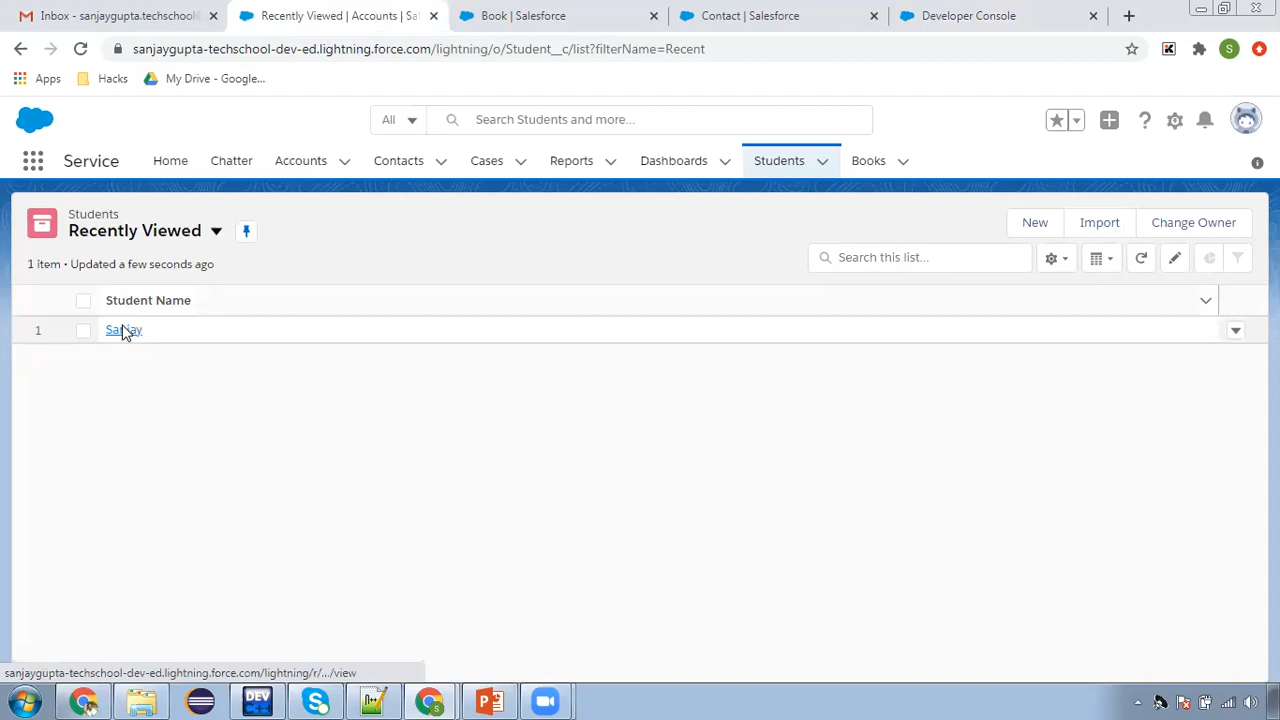 Inbox - sanjaygupta.techschool@
Recently Viewed | Accounts | Sa
Book | Salesforce
Contact | Salesforce
Developer Console
sanjaygupta-techschool-dev-ed.lightning.force.com/lightning/o/Student__c/list?filterName=Recent
S
Apps
Hacks
My Drive - Google...
All
Search Students and more...
Service
Home
Chatter
Accounts
Contacts
Cases
Reports
Dashboards
Students
Books
Students
Recently Viewed
New
Import
Change Owner
1 item • Updated a few seconds ago
Search this list...
Student Name
1
Sanjay
sanjaygupta-techschool-dev-ed.lightning.force.com/lightning/r/.../view
DEV
C++